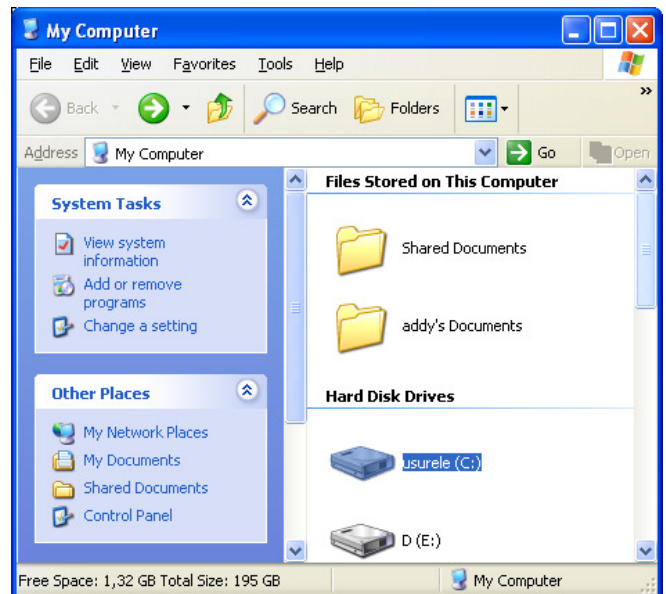 My Computer
File Edit View Favorites Tools Help
»
Back Search Folders
Address My Computer Go Open
System Tasks
View system
information
Add or remove
programs
Change a setting
Other Places
My Network Places
My Documents
Shared Documents
Control Panel
Files Stored on This Computer
Shared Documents
addy's Documents
Hard Disk Drives
usurele (C:)
D (E:)
Free Space: 1,32 GB Total Size: 195 GB My Computer